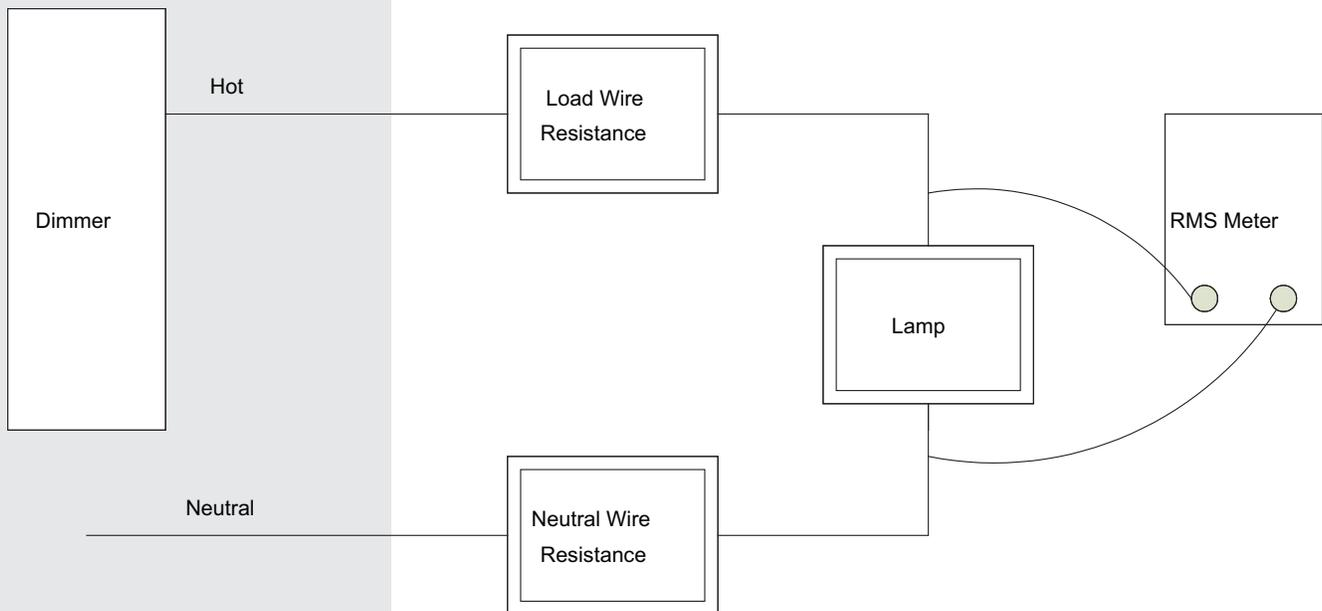 Hot
Load Wire
Resistance
Dimmer
RMS Meter
Lamp
Neutral
Neutral Wire
Resistance